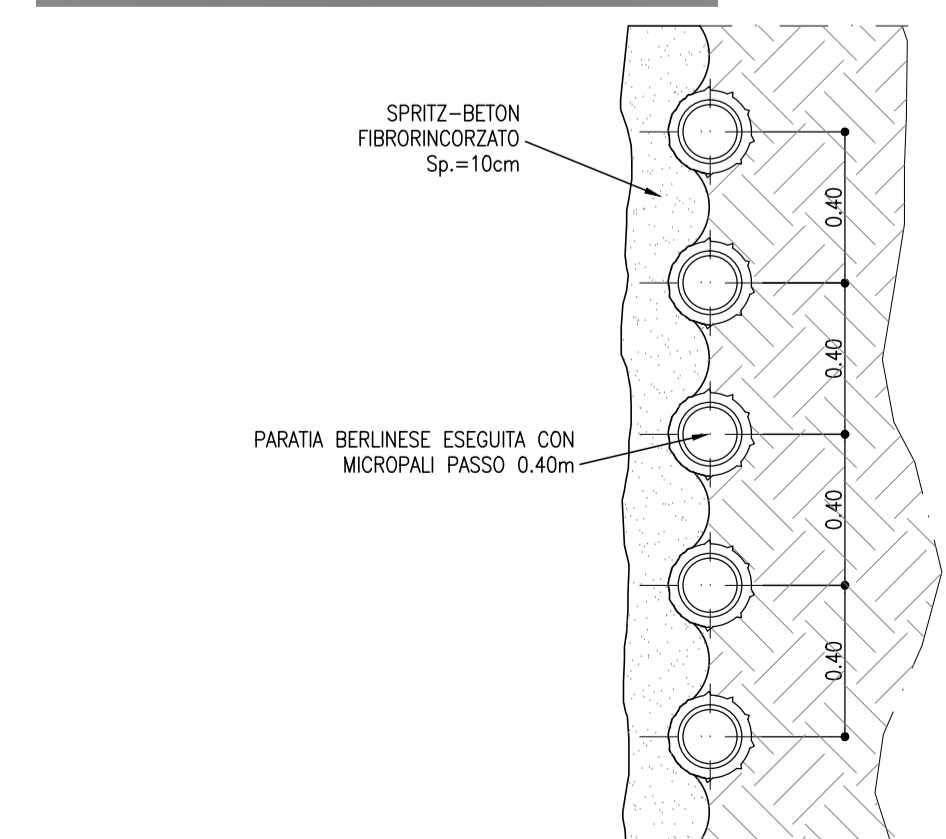 SPRITZ-BETON
FIBRORINCORZATO
Sp.=10cm
0.40
0.40
PARATIA BERLINESE ESEGUITA CON
MICROPALI PASSO 0.40m
0.40
0.40